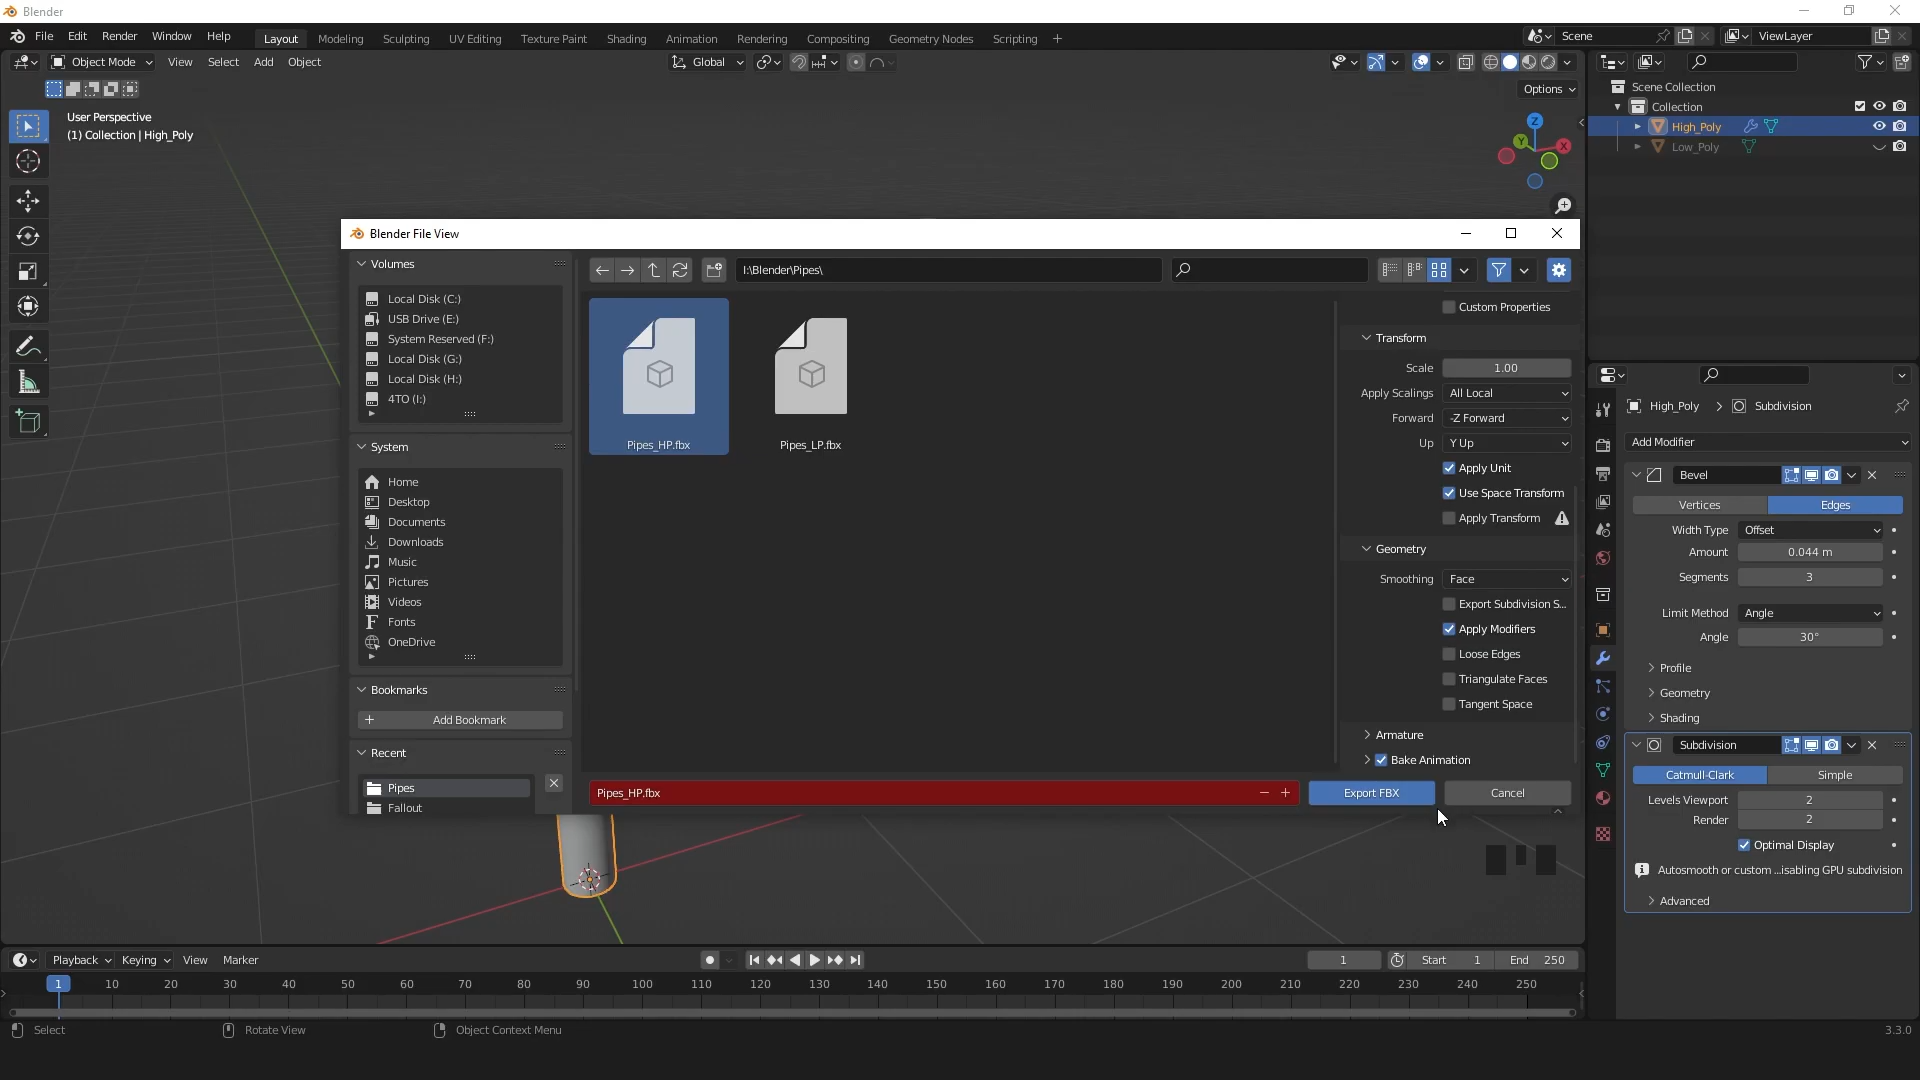 Blender
File Edit Render Window Help
Layout Modeling Sculpting UV Editing Texture Paint Shading Animation Rendering Compositing Geometry Nodes Scripting +
Scene
ViewLayer
Object Mode View Select Add Object
Global
Options
User Perspective
(1) Collection | High_Poly
Z
Y
X
Scene Collection
Collection
High_Poly
Low_Poly
Blender File View
Volumes
Local Disk (C:)
USB Drive (E:)
System Reserved (F:)
Local Disk (G:)
Local Disk (H:)
4TO (I:)
System
Home
Desktop
Documents
Downloads
Music
Pictures
Videos
Fonts
OneDrive
Bookmarks
Add Bookmark
Recent
Pipes
Fallout
I:\Blender\Pipes\
Pipes_HP.fbx
Pipes_LP.fbx
Custom Properties
Transform
Scale 1.00
Apply Scalings All Local
Forward -Z Forward
Up Y Up
Apply Unit
Use Space Transform
Apply Transform
Geometry
Smoothing Face
Export Subdivision S...
Apply Modifiers
Loose Edges
Triangulate Faces
Tangent Space
Armature
Bake Animation
Pipes_HP.fbx
Export FBX
Cancel
High_Poly > Subdivision
Add Modifier
Bevel
Vertices Edges
Width Type Offset
Amount 0.044 m
Segments 3
Limit Method Angle
Angle 30°
Profile
Geometry
Shading
Subdivision
Catmull-Clark Simple
Levels Viewport 2
Render 2
Optimal Display
Autosmooth or custom ...isabling GPU subdivision
Advanced
Playback Keying View Marker
1
Start 1
End 250
1 10 20 30 40 50 60 70 80 90 100 110 120 130 140 150 160 170 180 190 200 210 220 230 240 250
Select
Rotate View
Object Context Menu
3.3.0